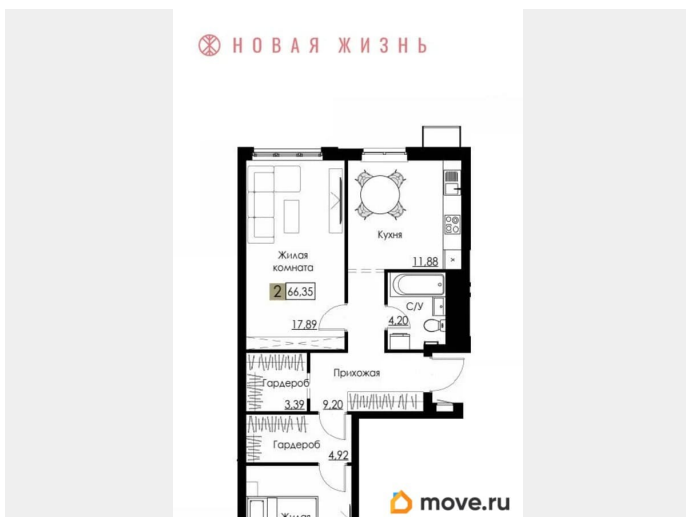 НОВАЯ ЖИЗНЬ
Кухня
11,88
Жилая
комната
2 66,35
17,89
С/У
4,20
Прихожая
9,20
Гардероб
3,39
Гардероб
4,92
Жилая
move.ru